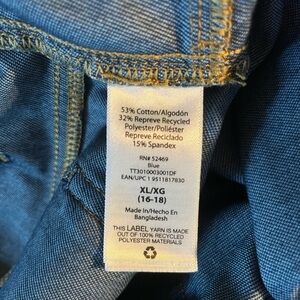 53% Cotton/Algodón
32% Repreve Recycled
Polyester/Poliéster
Repreve Reciclado
15% Spandex
RN# 52469
Blue
TT3010003001DF
EAN/UPC 1 9511817830
XL/XG
(16-18)
Made in/Hecho En
Bangladesh
THIS LABEL YARN IS MADE
OUT OF 100% RECYCLED
POLYESTER MATERIALS